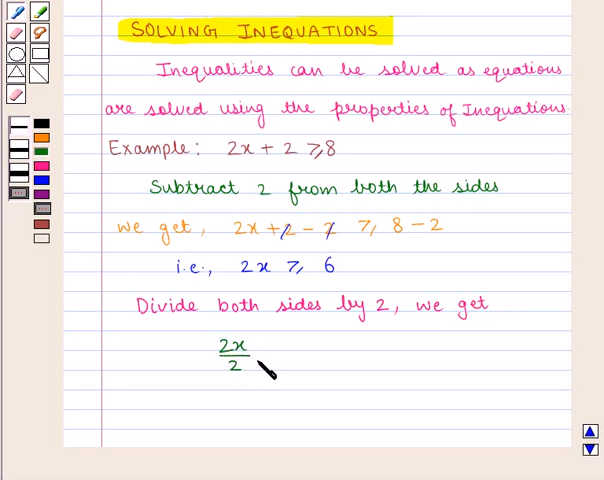 SOLVING INEQUATIONS
Inequalities can be solved as equations
are solved using the properties of Inequations.
Example: 2x + 2 ⩾ 8
Subtract 2 from both the sides
we get, 2x + 2 - 2 ⩾ 8 - 2
i.e., 2x ⩾ 6
Divide both sides by 2, we get
2x
2